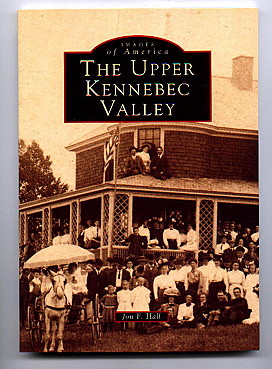 IMAGES
of America
THE UPPER
KENNEBEC
VALLEY
Jon F. Hall